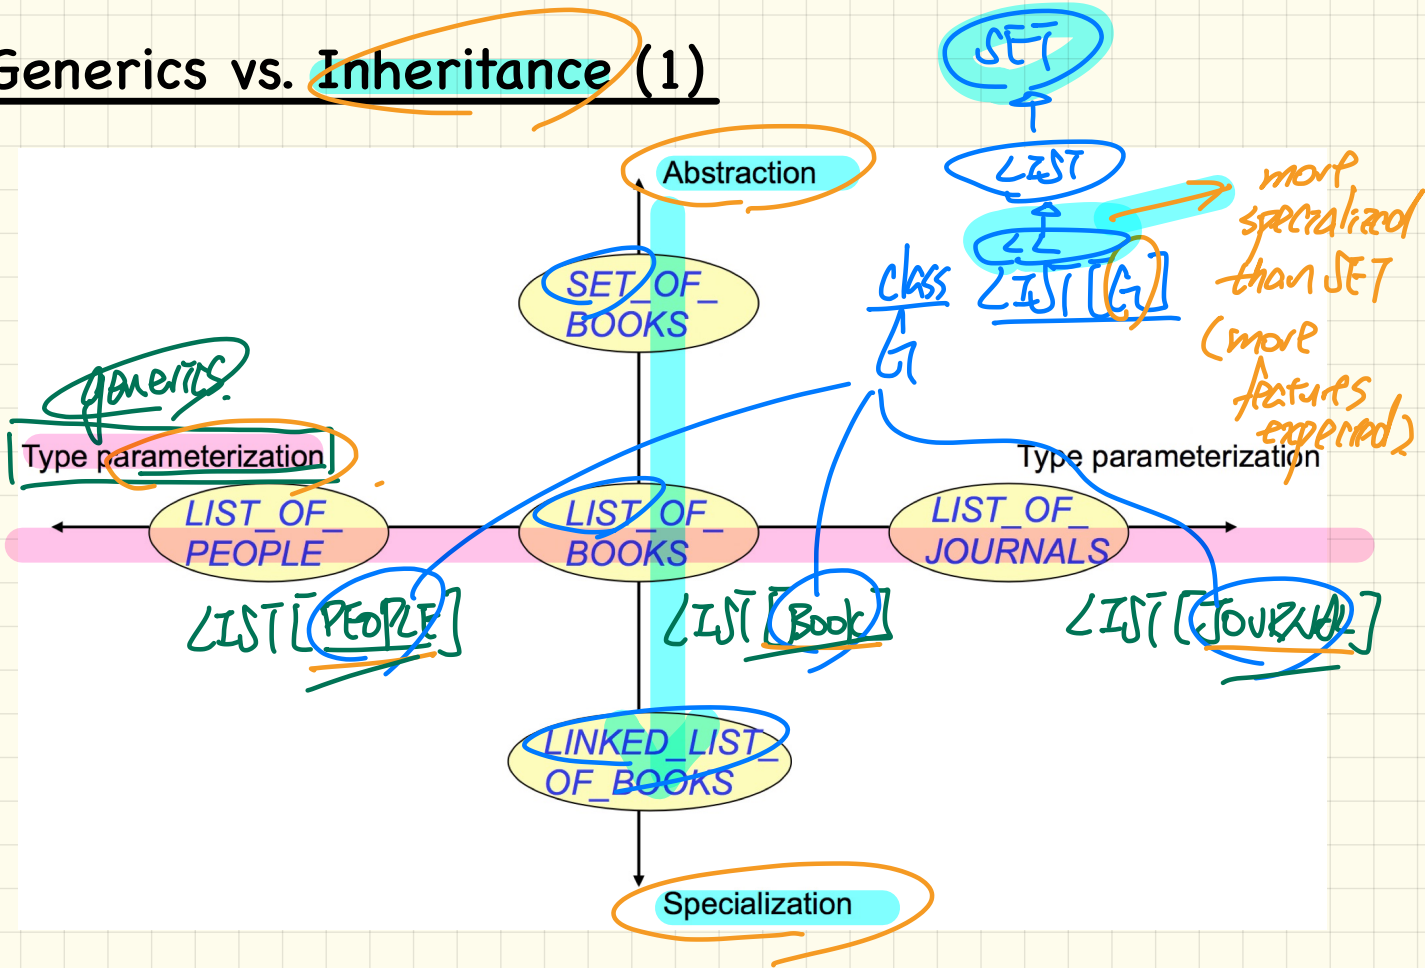 Generics vs. Inheritance (1)
SET
Abstraction
LIST
more
specialized
than SET
LL
class LIST[G]
SET_OF_
BOOKS
(more
features
expected)
G
generics
Type parameterization
Type parameterization
LIST_OF_
PEOPLE
LIST_OF_
BOOKS
LIST_OF_
JOURNALS
LIST[PEOPLE]
LIST[BOOK]
LIST[JOURNAL]
LINKED_LIST_
OF_BOOKS
Specialization